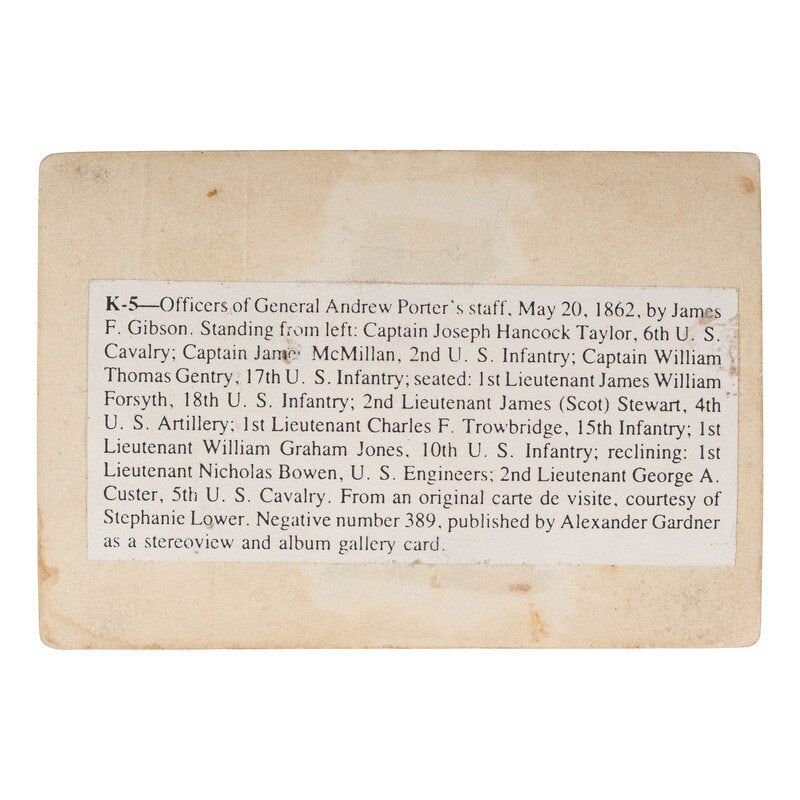 K-5—Officers of General Andrew Porter's staff, May 20, 1862, by James
F. Gibson. Standing from left: Captain Joseph Hancock Taylor, 6th U. S.
Cavalry; Captain James McMillan, 2nd U. S. Infantry; Captain William
Thomas Gentry, 17th U. S. Infantry; seated: 1st Lieutenant James William
Forsyth, 18th U. S. Infantry; 2nd Lieutenant James (Scot) Stewart, 4th
U. S. Artillery; 1st Lieutenant Charles F. Trowbridge, 15th Infantry; 1st
Lieutenant William Graham Jones, 10th U. S. Infantry; reclining: 1st
Lieutenant Nicholas Bowen, U. S. Engineers; 2nd Lieutenant George A.
Custer, 5th U. S. Cavalry. From an original carte de visite, courtesy of
Stephanie Lower. Negative number 389, published by Alexander Gardner
as a stereoview and album gallery card.